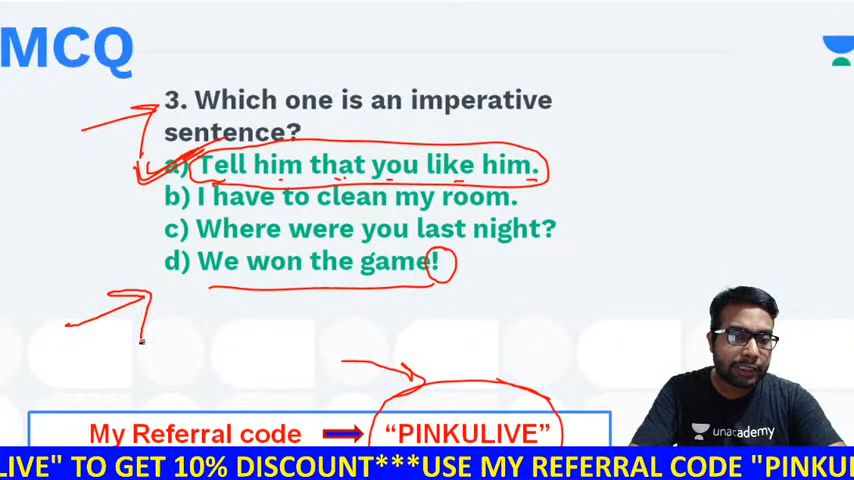 MCQ
3. Which one is an imperative
sentence?
a) Tell him that you like him.
b) I have to clean my room.
c) Where were you last night?
d) We won the game!
unacademy
My Referral code
“PINKULIVE”
LIVE" TO GET 10% DISCOUNT***USE MY REFERRAL CODE "PINKU